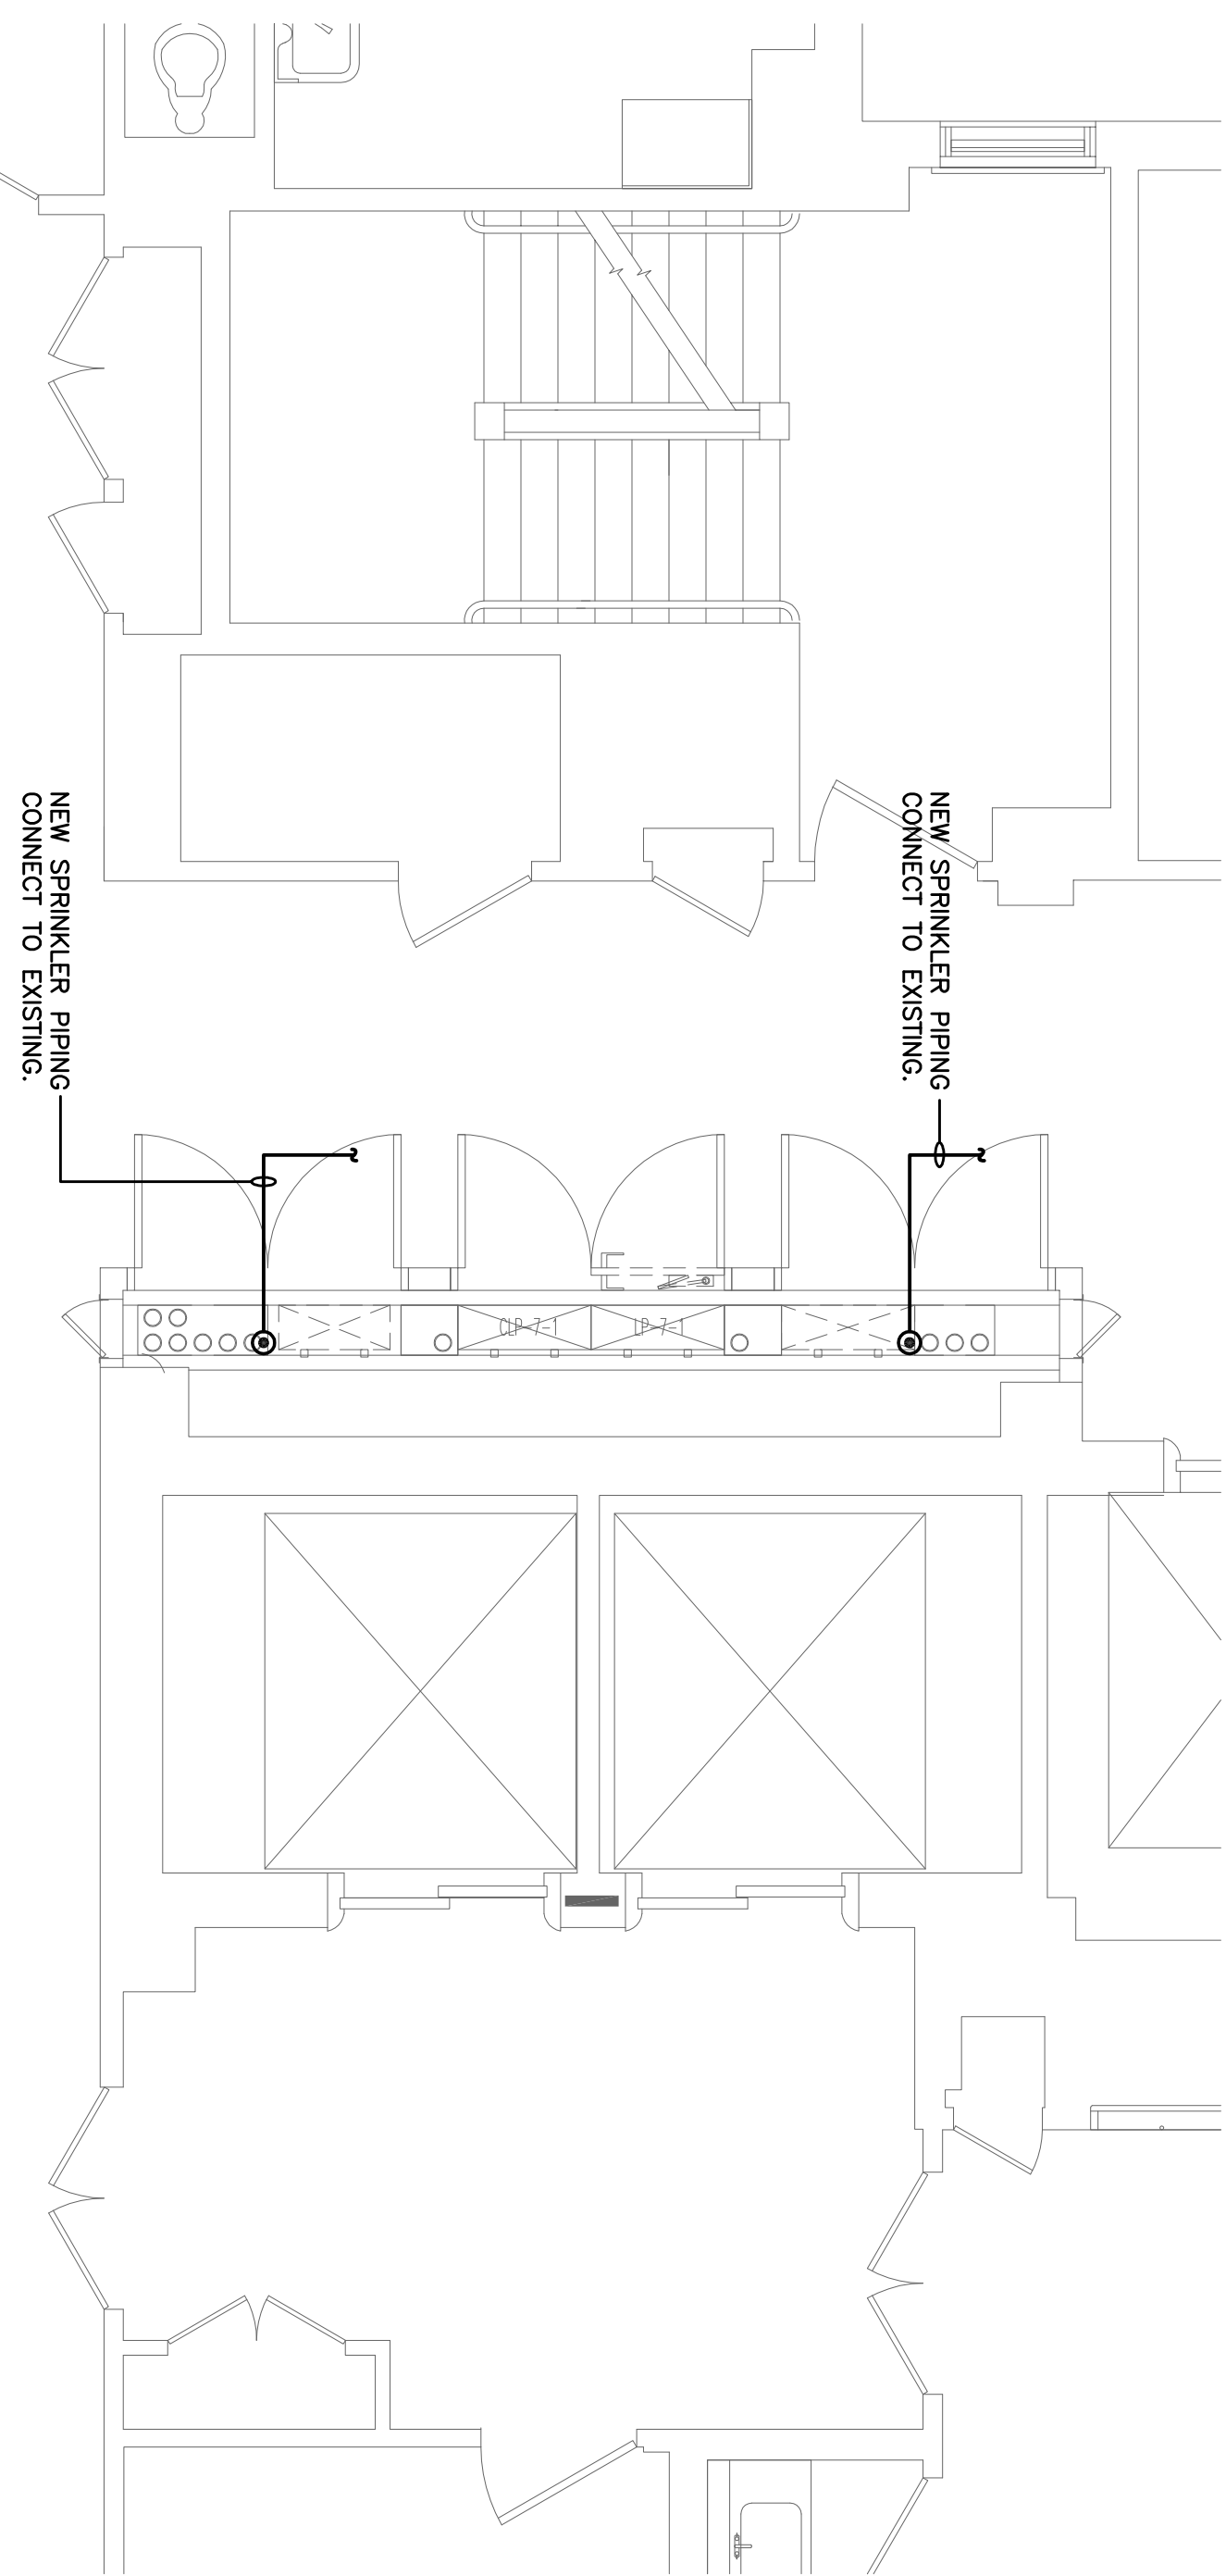 NEW SPRINKLER PIPING
CONNECT TO EXISTING.
NEW SPRINKLER PIPING
CONNECT TO EXISTING.
CLP 7-1
LP 7-1